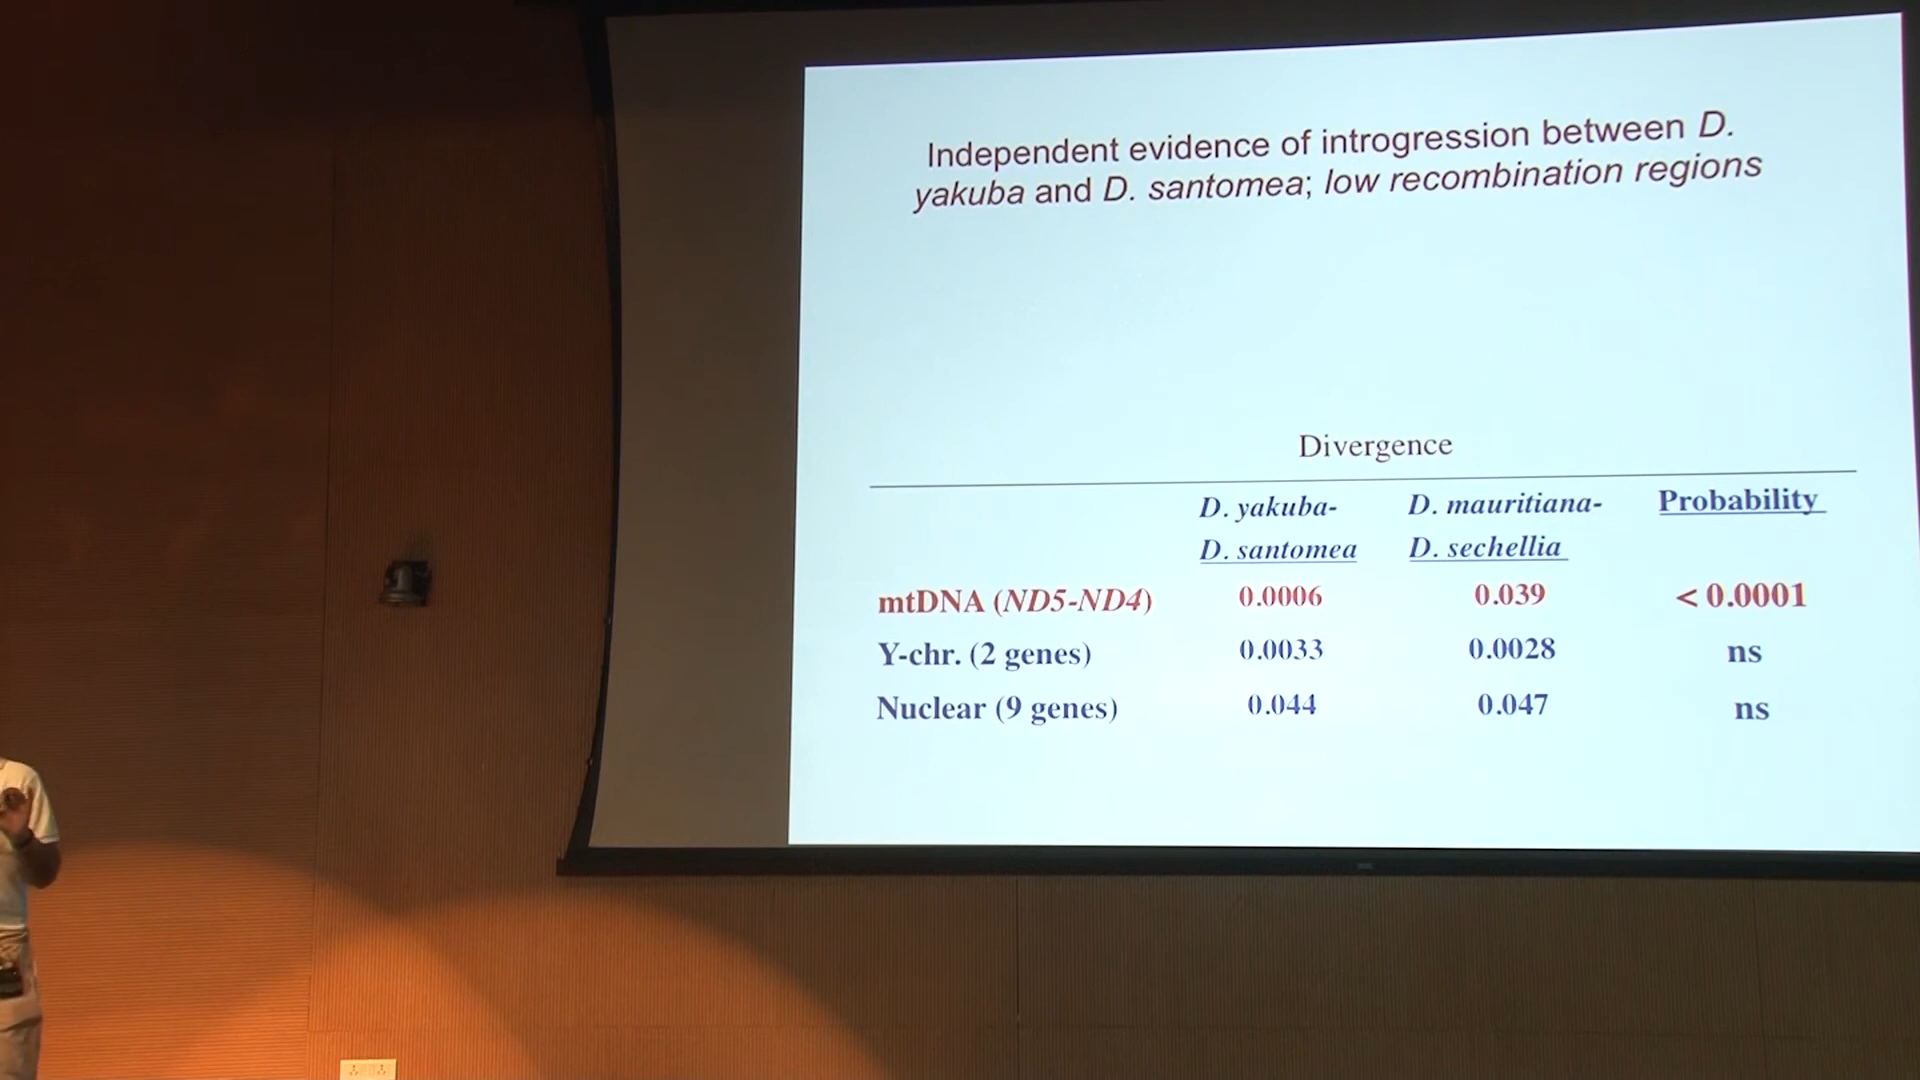 Independent evidence of introgression between D.
yakuba and D. santomea; low recombination regions
Divergence
D. yakuba- D. mauritiana- Probability
D. santomea D. sechellia
mtDNA (ND5-ND4) 0.0006 0.039 < 0.0001
Y-chr. (2 genes) 0.0033 0.0028 ns
Nuclear (9 genes) 0.044 0.047 ns